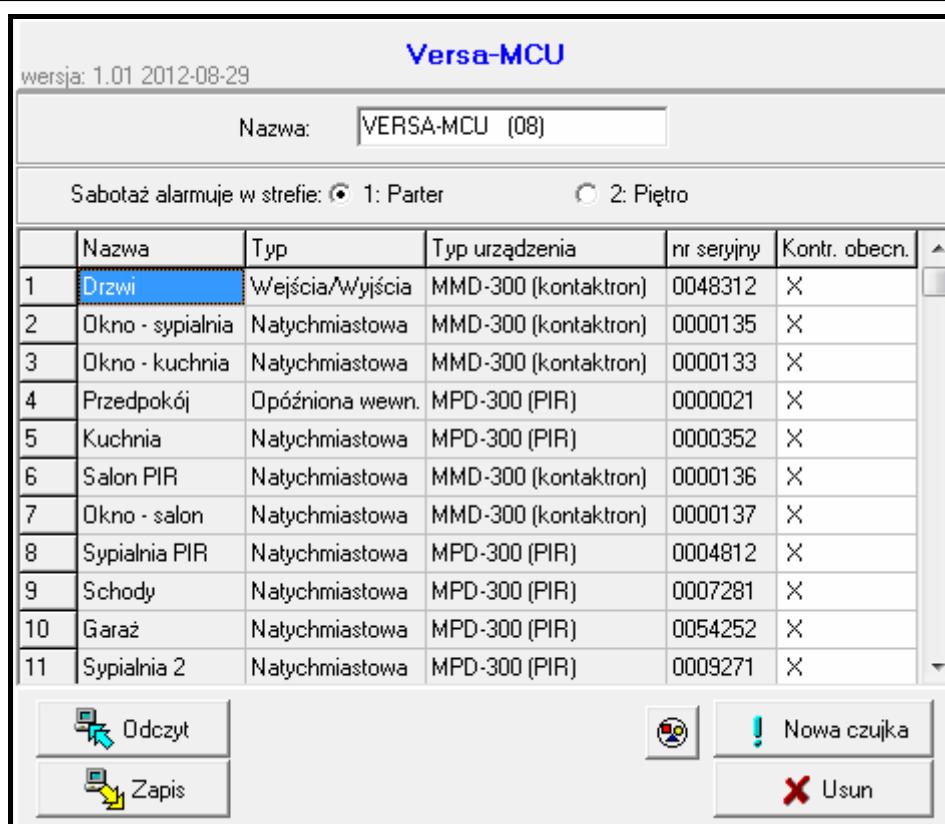 Versa-MCU
wersja: 1.01 2012-08-29
Nazwa: VERSA-MCU (08)
Sabotaż alarmuje w strefie: 1: Parter 2: Piętro
Nazwa Typ Typ urządzenia nr seryjny Kontr. obecn.
1 Drzwi Wejścia/Wyjścia MMD-300 (kontaktron) 0048312 X
2 Okno - sypialnia Natychmiastowa MMD-300 (kontaktron) 0000135 X
3 Okno - kuchnia Natychmiastowa MMD-300 (kontaktron) 0000133 X
4 Przedpokój Opóźniona wewn. MPD-300 (PIR) 0000021 X
5 Kuchnia Natychmiastowa MPD-300 (PIR) 0000352 X
6 Salon PIR Natychmiastowa MMD-300 (kontaktron) 0000136 X
7 Okno - salon Natychmiastowa MMD-300 (kontaktron) 0000137 X
8 Sypialnia PIR Natychmiastowa MPD-300 (PIR) 0004812 X
9 Schody Natychmiastowa MPD-300 (PIR) 0007281 X
10 Garaż Natychmiastowa MPD-300 (PIR) 0054252 X
11 Sypialnia 2 Natychmiastowa MPD-300 (PIR) 0009271 X
Odczyt Nowa czujka
Zapis Usun